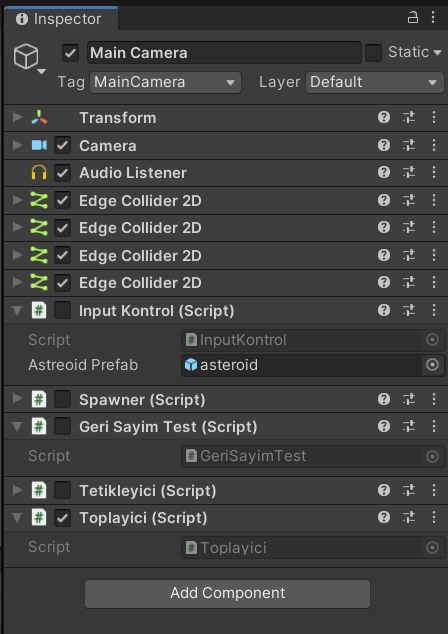 Inspector
Main Camera Static
Tag MainCamera Layer Default
Transform
Camera
Audio Listener
Edge Collider 2D
Edge Collider 2D
Edge Collider 2D
Edge Collider 2D
# Input Kontrol (Script)
Script # InputKontrol
Astreoid Prefab asteroid
# Spawner (Script)
# Geri Sayim Test (Script)
Script # GeriSayimTest
# Tetikleyici (Script)
# Toplayici (Script)
Script # Toplayici
Add Component